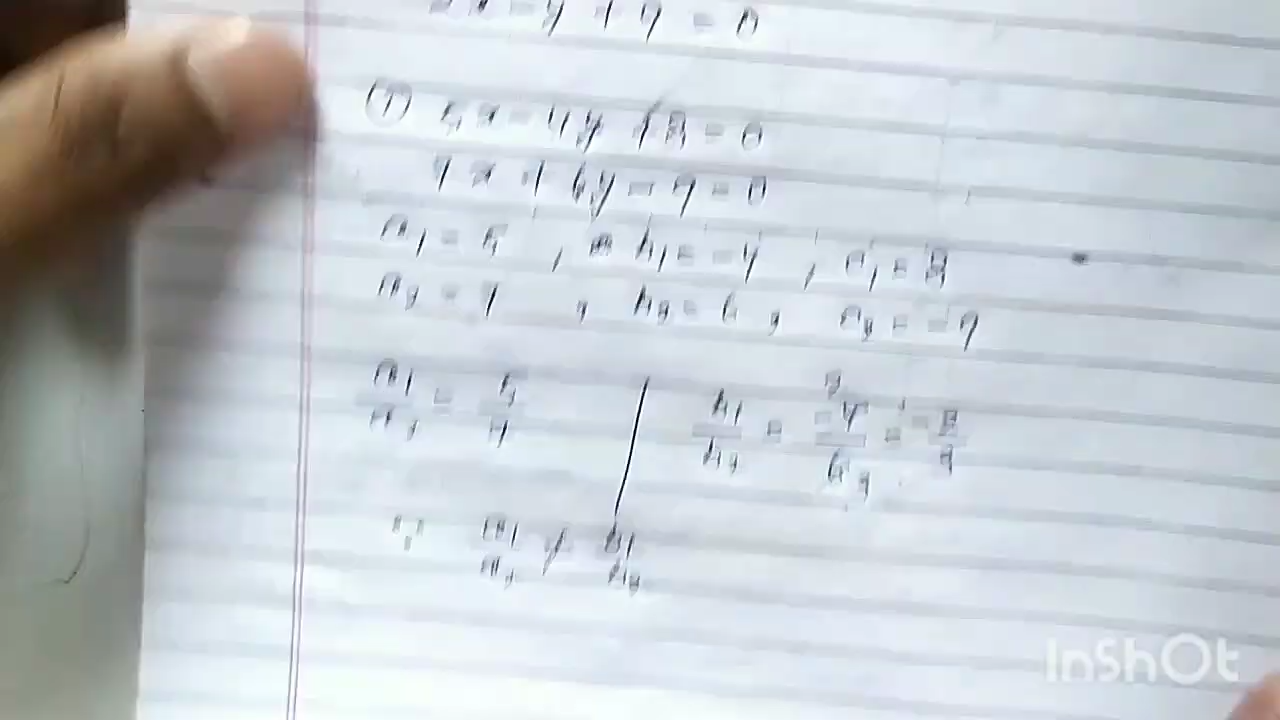 (1) 5x - 4y + 8 = 0
7x + 6y - 9 = 0
a₁ = 5 , b₁ = -4 , c₁ = 8
a₂ = 7 , b₂ = 6 , c₂ = -9
a₁/a₂ = 5/7 | b₁/b₂ = -4/6 = -2/3
∵ a₁/a₂ ≠ b₁/b₂
InShOt